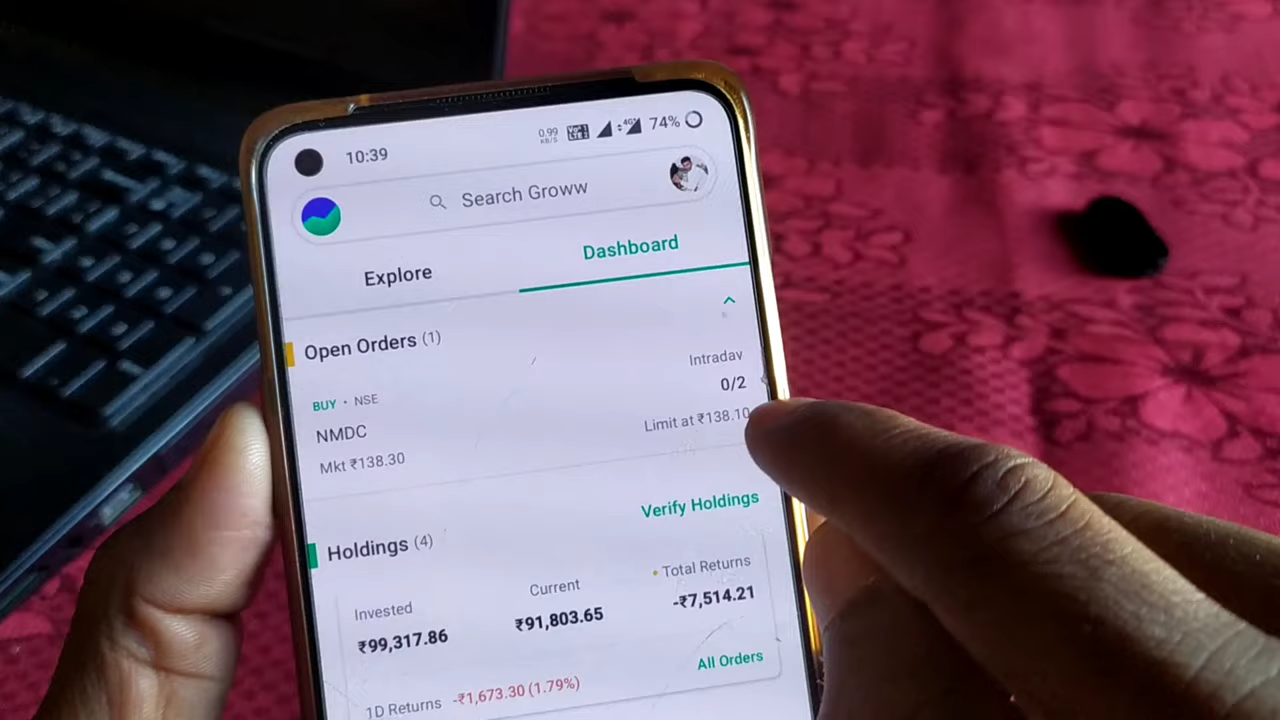 10:39
0.99
KB/S
4G
74%
Search Groww
Explore
Dashboard
Open Orders (1)
BUY · NSE
Intraday
0/2
NMDC
Limit at ₹138.10
Mkt ₹138.30
Verify Holdings
Holdings (4)
Invested
Current
Total Returns
₹99,317.86
₹91,803.65
-₹7,514.21
1D Returns -₹1,673.30 (1.79%)
All Orders